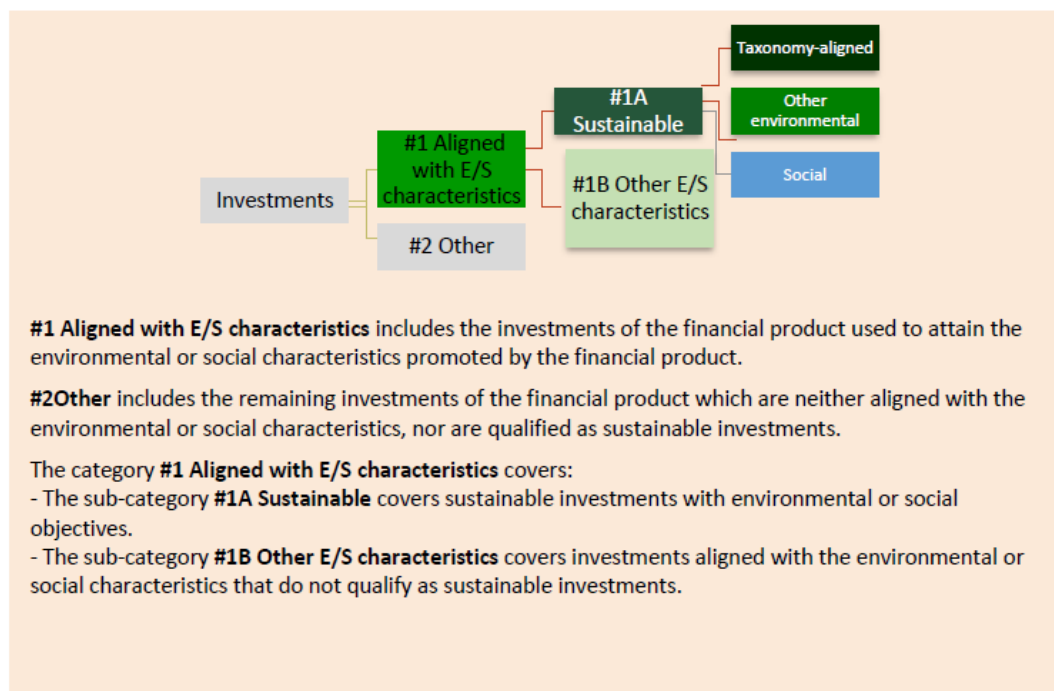 Taxonomy-aligned
#1A
Sustainable
Other
environmental
#1 Aligned
with E/S
characteristics
Social
#1B Other E/S
characteristics
Investments
#2 Other
#1 Aligned with E/S characteristics includes the investments of the financial product used to attain the
environmental or social characteristics promoted by the financial product.
#2Other includes the remaining investments of the financial product which are neither aligned with the
environmental or social characteristics, nor are qualified as sustainable investments.
The category #1 Aligned with E/S characteristics covers:
- The sub-category #1A Sustainable covers sustainable investments with environmental or social
objectives.
- The sub-category #1B Other E/S characteristics covers investments aligned with the environmental or
social characteristics that do not qualify as sustainable investments.